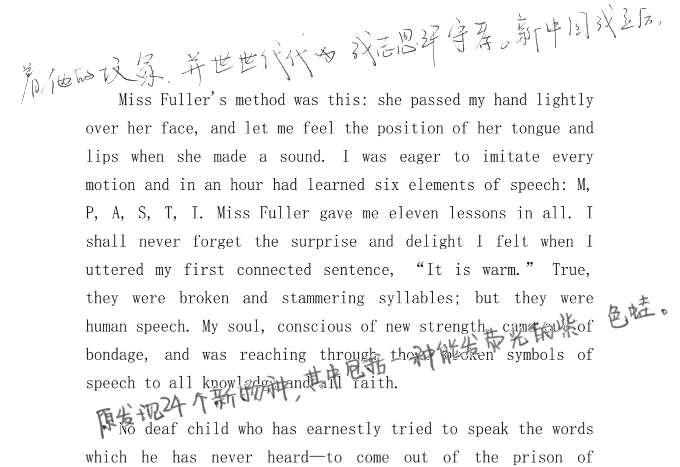 着他的坟冢，并世世代代为 战志思军守孝。新中国成立后，
Miss Fuller's method was this: she passed my hand lightly
over her face, and let me feel the position of her tongue and
lips when she made a sound. I was eager to imitate every
motion and in an hour had learned six elements of speech: M,
P, A, S, T, I. Miss Fuller gave me eleven lessons in all. I
shall never forget the surprise and delight I felt when I
uttered my first connected sentence, “It is warm.” True,
they were broken and stammering syllables; but they were
human speech. My soul, conscious of new strength, came out of
bondage, and was reaching through those broken symbols of
speech to all knowledge and all faith.
原发现24个新物种，其中包括一种能发荧光的紫 色蛙。
No deaf child who has earnestly tried to speak the words
which he has never heard—to come out of the prison of